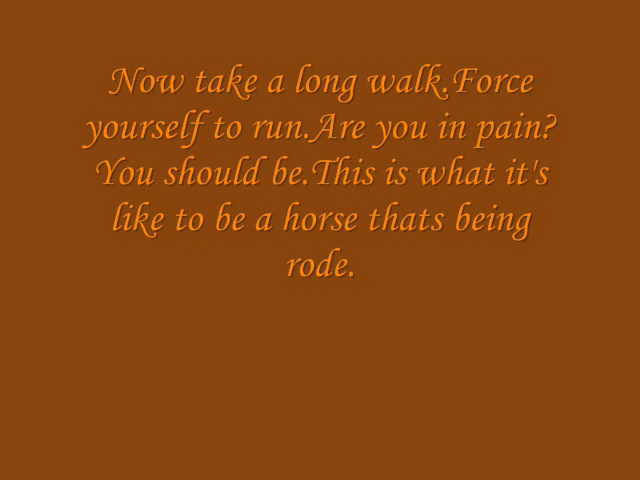 Now take a long walk.Force
yourself to run.Are you in pain?
You should be.This is what it's
like to be a horse thats being
rode.